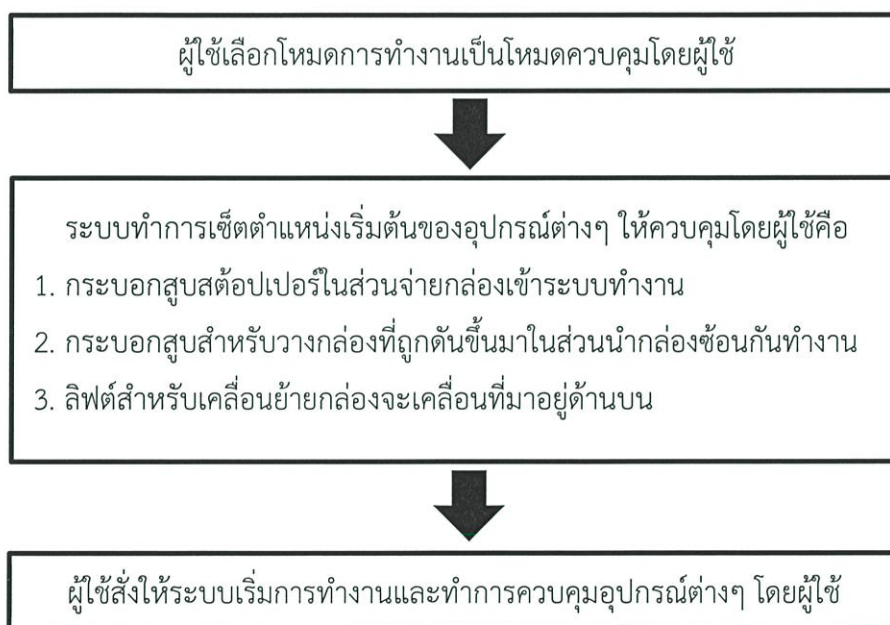 ผู้ใช้เลือกโหมดการทำงานเป็นโหมดควบคุมโดยผู้ใช้
ระบบทำการเซ็ตตำแหน่งเริ่มต้นของอุปกรณ์ต่างๆ ให้ควบคุมโดยผู้ใช้คือ
1. กระบอกสูบสต้อปเปอร์ในส่วนจ่ายกล่องเข้าระบบทำงาน
2. กระบอกสูบสำหรับวางกล่องที่ถูกดันขึ้นมาในส่วนนำกล่องซ้อนกันทำงาน
3. ลิฟต์สำหรับเคลื่อนย้ายกล่องจะเคลื่อนที่มาอยู่ด้านบน
ผู้ใช้สั่งให้ระบบเริ่มการทำงานและทำการควบคุมอุปกรณ์ต่างๆ โดยผู้ใช้